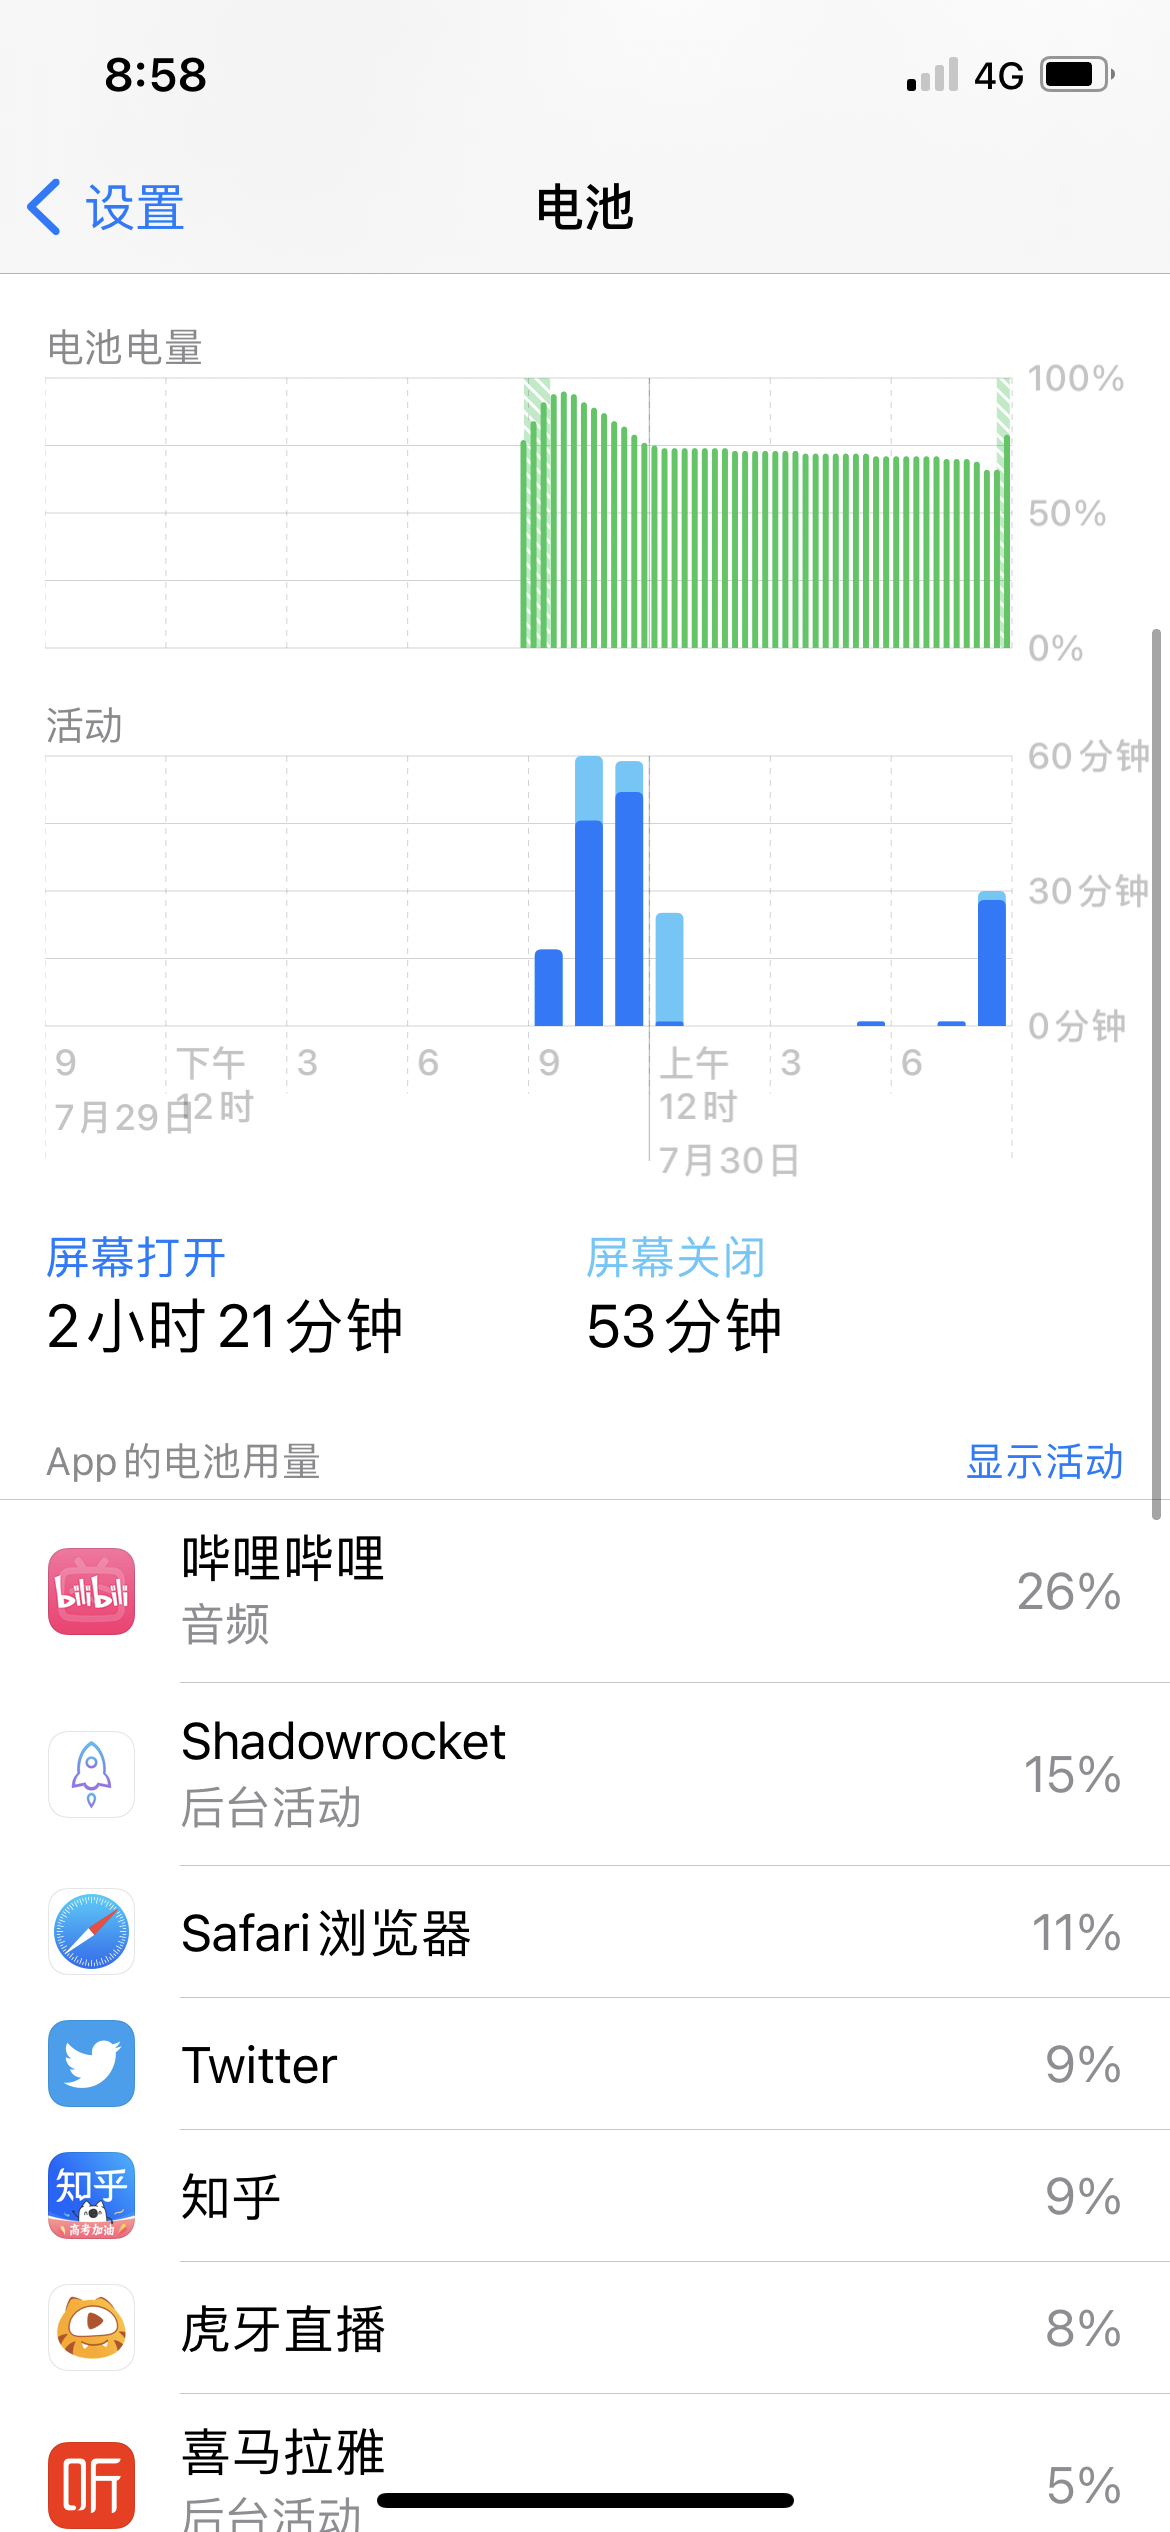 8:58
4G
设置
电池
电池电量
100%
50%
0%
活动
60分钟
30分钟
0分钟
9 下午12时 3 6 9 上午12时 3 6
7月29日 7月30日
屏幕打开 屏幕关闭
2小时21分钟 53分钟
App的电池用量 显示活动
bilibili
哔哩哔哩
音频
26%
Shadowrocket
后台活动
15%
Safari浏览器 11%
Twitter 9%
知乎
高考加油
知乎 9%
虎牙直播 8%
听
喜马拉雅
后台活动
5%